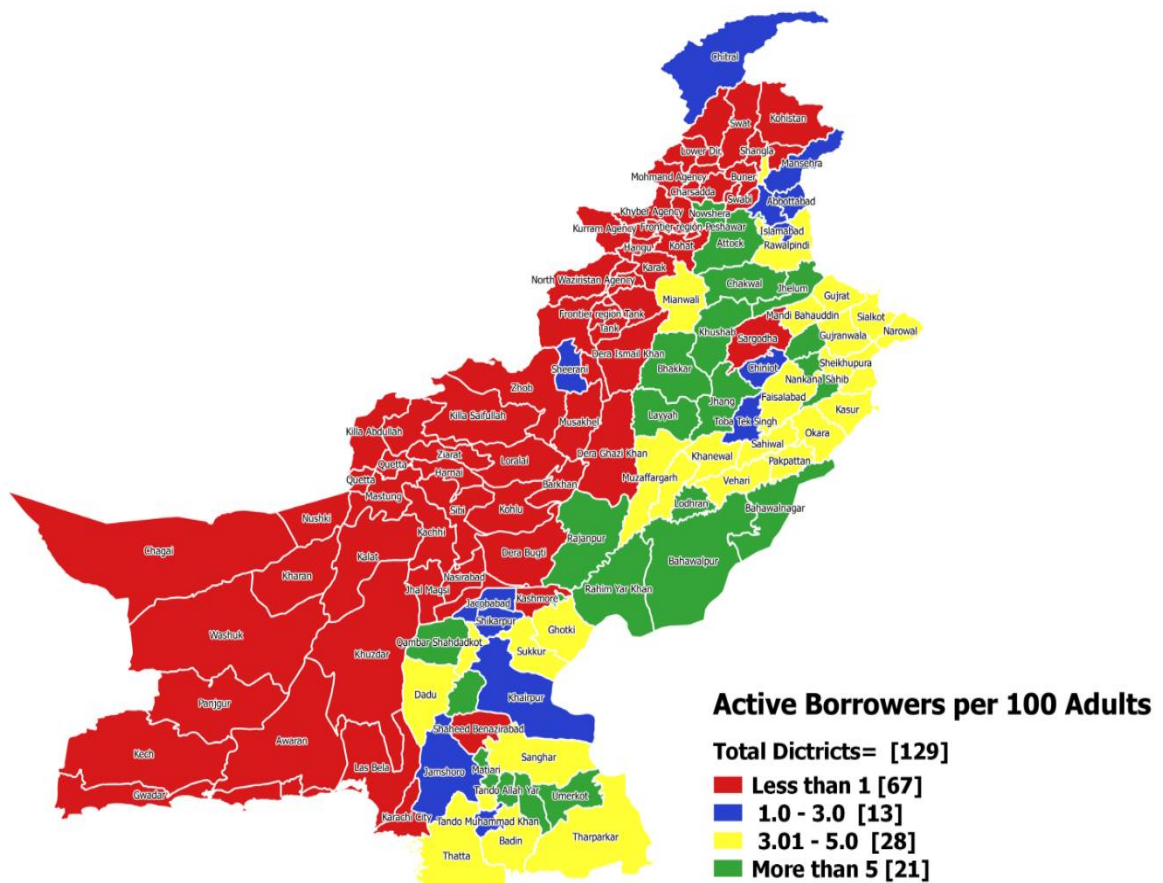 Chitral
Swat
Kohistan
Lower Dir
Shangla
Mansehra
Mohmand Agency
Buner
Charsadda
Swabi
Abbottabad
Khyber Agency
Nowshera
Kurram Agency
Frontier region Peshawar
Islamabad
Hangu
Kohat
Attock
Rawalpindi
Karak
North Waziristan Agency
Chakwal
Jhelum
Mianwali
Gujrat
Frontier region Tank
Mandi Bahauddin
Sialkot
Tank
Khushab
Sargodha
Gujranwala
Narowal
Dera Ismail Khan
Sheikhupura
Sheerani
Bhakkar
Chiniot
Nankana Sahib
Zhob
Jhang
Faisalabad
Kasur
Killa Saifullah
Musakhel
Layyah
Toba Tek Singh
Okara
Killa Abdullah
Sahiwal
Ziarat
Dera Ghazi Khan
Khanewal
Pakpattan
Quetta
Loralai
Harnai
Muzaffargarh
Vehari
Quetta
Barkhan
Mastung
Lodhran
Bahawalnagar
Sibi
Kohlu
Nushki
Kachhi
Rajanpur
Chagai
Kalat
Dera Bugti
Bahawalpur
Kharan
Nasirabad
Jhal Magsi
Rahim Yar Khan
Jacobabad
Kashmore
Shikarpur
Washuk
Qambar Shahdadkot
Ghotki
Khuzdar
Sukkur
Dadu
Khairpur
Panjgur
Shaheed Benazirabad
Kech
Awaran
Sanghar
Las Bela
Jamshoro
Matiari
Gwadar
Tando Allah Yar
Umerkot
Karachi City
Tando Muhammad Khan
Badin
Tharparkar
Thatta
Active Borrowers per 100 Adults
Total Dictricts= [129]
Less than 1 [67]
1.0 - 3.0 [13]
3.01 - 5.0 [28]
More than 5 [21]